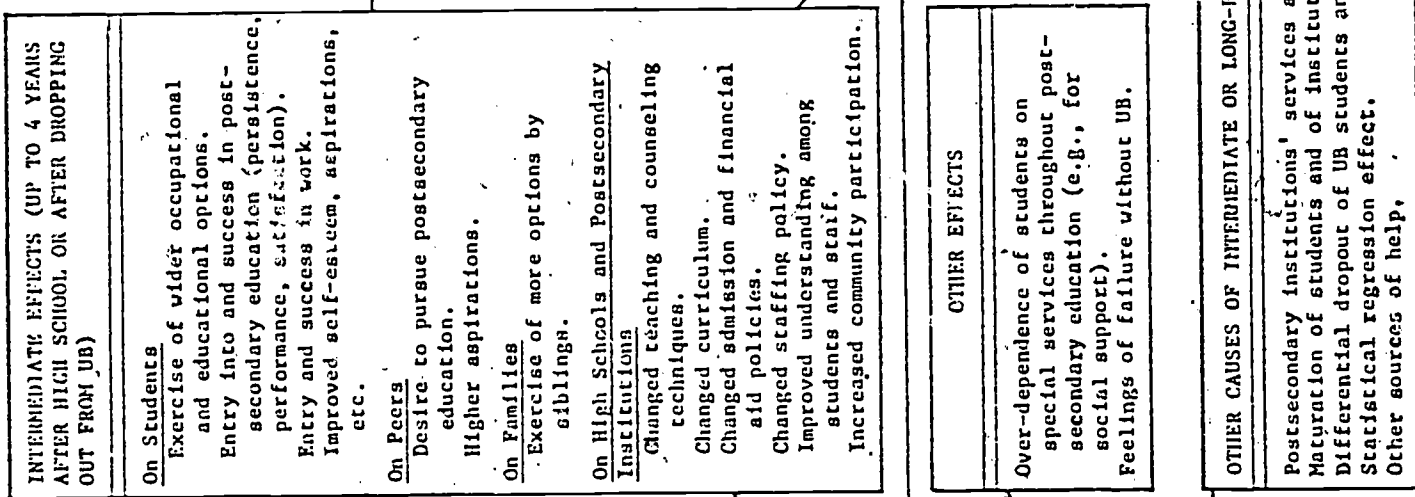 INTERMEDIATE EFFECTS (UP TO 4 YEARS
AFTER HIGH SCHOOL OR AFTER DROPPING
OUT FROM UB)
On Students
Exercise of wider occupational
and educational options.
Entry into and success in post-
secondary education (persistence,
performance, satisfaction).
Entry and success in work.
Improved self-esteem, aspirations,
etc.
On Peers
Desire to pursue postsecondary
education.
Higher aspirations.
On Families
Exercise of more options by
siblings.
On High Schools and Postsecondary
Institutions
Changed teaching and counseling
techniques.
Changed curriculum.
Changed admission and financial
aid policies.
Changed staffing policy.
Improved understanding among
students and staff.
Increased community participation.
OTHER EFFECTS
Over-dependence of students on
special services throughout post-
secondary education (e.g., for
social support).
Feelings of failure without UB.
OTHER CAUSES OF INTERMEDIATE OR LONG-
Postsecondary institutions' services
Maturation of students and of
Differential dropout of UB students
Statistical regression effect.
Other sources of help.